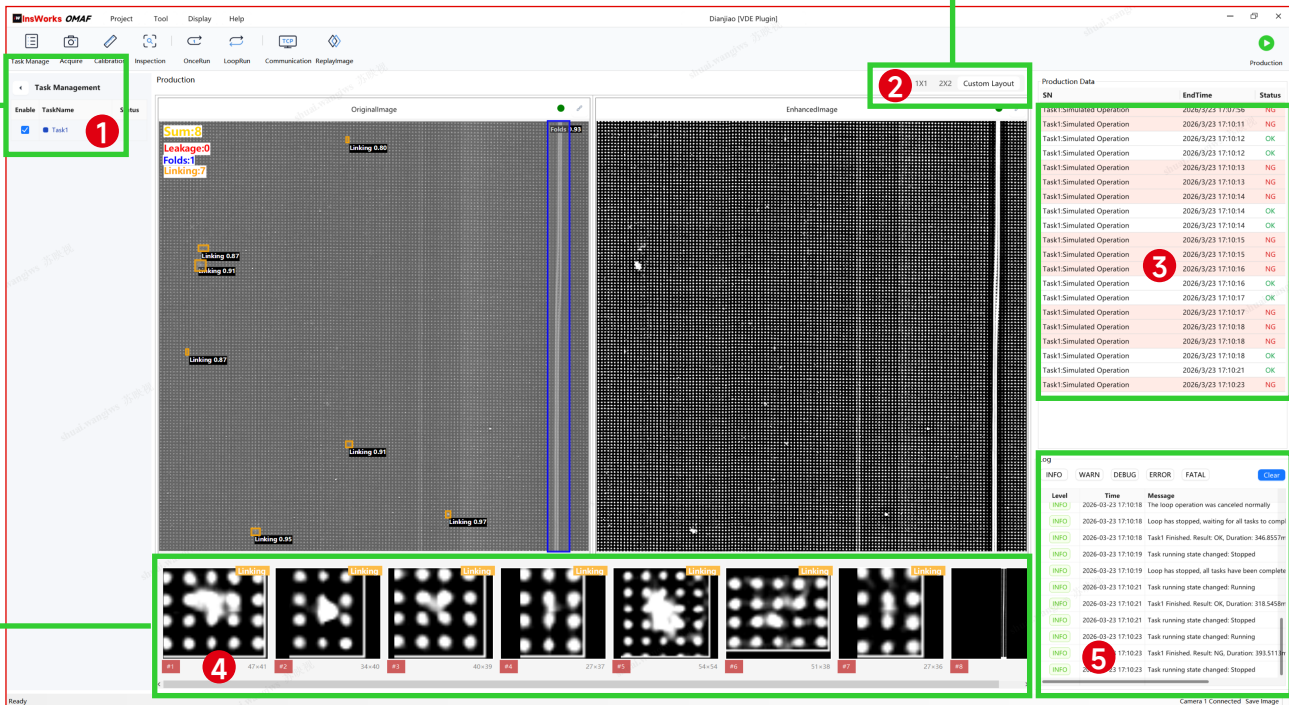 InsWorks OMAF Project Tool Display Help Dianjiao [VDE Plugin]
Task Manage Acquire Calibration Inspection OnceRun LoopRun TCP Communication ReplayImage Production
Task Management
Enable TaskName Status
Task1
1
Production
2 1X1 2X2 Custom Layout
OriginalImage
EnhancedImage
Sum:8
Leakage:0
Folds:1
Linking:7
Folds 0.93
Linking 0.80
Linking 0.87
Linking 0.91
Linking 0.87
Linking 0.91
Linking 0.97
Linking 0.95
Linking Linking Linking Linking Linking Linking Linking
#1 47×41 #2 34×40 #3 40×39 #4 27×37 #5 54×54 #6 51×38 #7 27×36 #8
4
Production Data
SN EndTime Status
Task1:Simulated Operation 2026/3/23 17:07:56 NG
Task1:Simulated Operation 2026/3/23 17:10:11 NG
Task1:Simulated Operation 2026/3/23 17:10:12 OK
Task1:Simulated Operation 2026/3/23 17:10:12 OK
Task1:Simulated Operation 2026/3/23 17:10:13 NG
Task1:Simulated Operation 2026/3/23 17:10:13 NG
Task1:Simulated Operation 2026/3/23 17:10:14 NG
Task1:Simulated Operation 2026/3/23 17:10:14 OK
Task1:Simulated Operation 2026/3/23 17:10:14 OK
Task1:Simulated Operation 2026/3/23 17:10:15 NG
Task1:Simulated Operation 2026/3/23 17:10:15 NG
Task1:Simulated Operation 2026/3/23 17:10:16 NG
Task1:Simulated Operation 2026/3/23 17:10:16 OK
Task1:Simulated Operation 2026/3/23 17:10:17 OK
Task1:Simulated Operation 2026/3/23 17:10:17 NG
Task1:Simulated Operation 2026/3/23 17:10:18 NG
Task1:Simulated Operation 2026/3/23 17:10:18 NG
Task1:Simulated Operation 2026/3/23 17:10:18 OK
Task1:Simulated Operation 2026/3/23 17:10:21 OK
Task1:Simulated Operation 2026/3/23 17:10:23 NG
3
Log
INFO WARN DEBUG ERROR FATAL Clear
Level Time Message
INFO 2026-03-23 17:10:18 The loop operation was canceled normally
INFO 2026-03-23 17:10:18 Loop has stopped, waiting for all tasks to compl
INFO 2026-03-23 17:10:18 Task1 Finished. Result: OK, Duration: 346.8557m
INFO 2026-03-23 17:10:19 Task running state changed: Stopped
INFO 2026-03-23 17:10:19 Loop has stopped, all tasks have been complete
INFO 2026-03-23 17:10:21 Task running state changed: Running
INFO 2026-03-23 17:10:21 Task1 Finished. Result: OK, Duration: 318.5458m
INFO 2026-03-23 17:10:21 Task running state changed: Stopped
INFO 2026-03-23 17:10:23 Task running state changed: Running
INFO 17:10:23 Task1 Finished. Result: NG, Duration: 393.5113m
INFO 17:10:23 Task running state changed: Stopped
5
Ready Camera 1 Connected Save Image